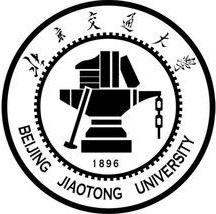 北京交通大學
1896
BEIJING JIAOTONG UNIVERSITY